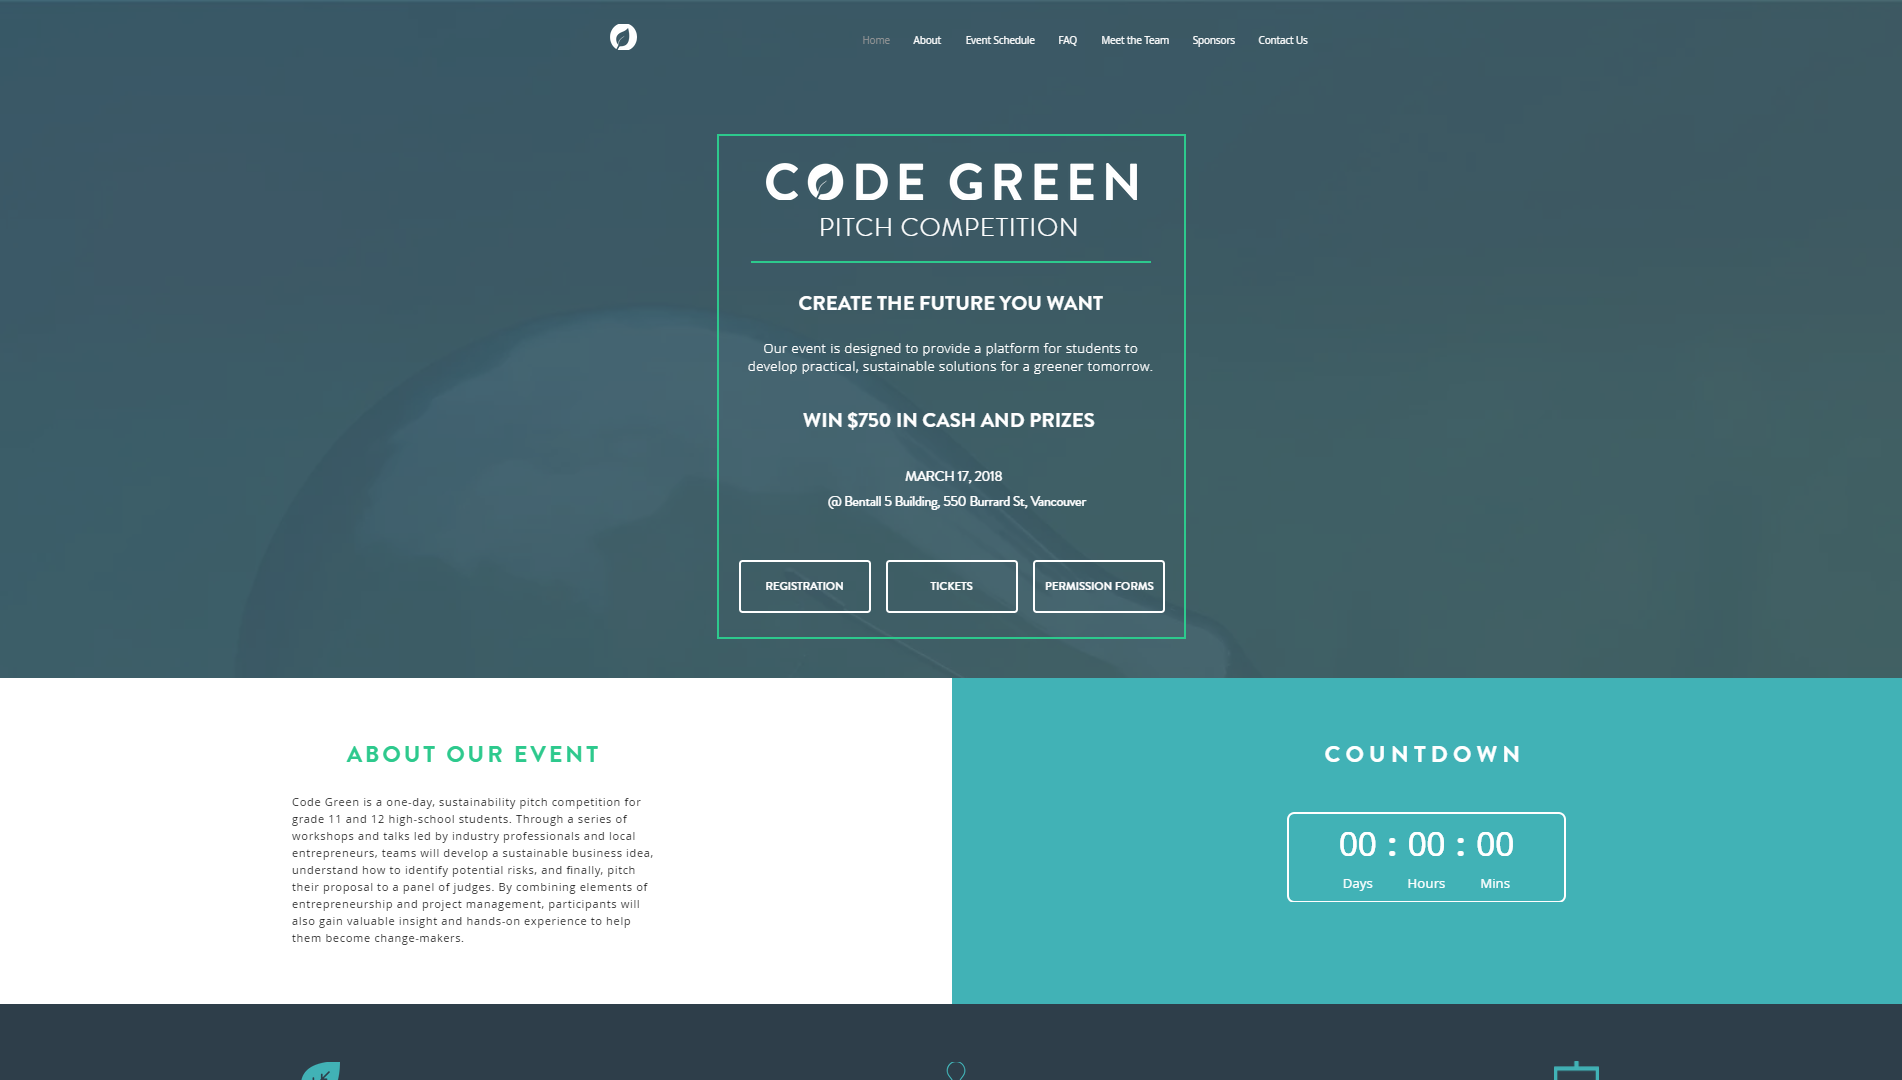 Home About Event Schedule FAQ Meet the Team Sponsors Contact Us
CODE GREEN
PITCH COMPETITION
CREATE THE FUTURE YOU WANT
Our event is designed to provide a platform for students to
develop practical, sustainable solutions for a greener tomorrow.
WIN $750 IN CASH AND PRIZES
MARCH 17, 2018
@ Bentall 5 Building, 550 Burrard St, Vancouver
REGISTRATION TICKETS PERMISSION FORMS
ABOUT OUR EVENT
Code Green is a one-day, sustainability pitch competition for
grade 11 and 12 high-school students. Through a series of
workshops and talks led by industry professionals and local
entrepreneurs, teams will develop a sustainable business idea,
understand how to identify potential risks, and finally, pitch
their proposal to a panel of judges. By combining elements of
entrepreneurship and project management, participants will
also gain valuable insight and hands-on experience to help
them become change-makers.
COUNTDOWN
00 : 00 : 00
Days Hours Mins